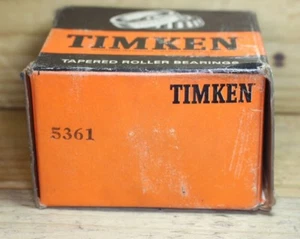 TIMKEN
TAPERED ROLLER BEARINGS
TIMKEN
5361